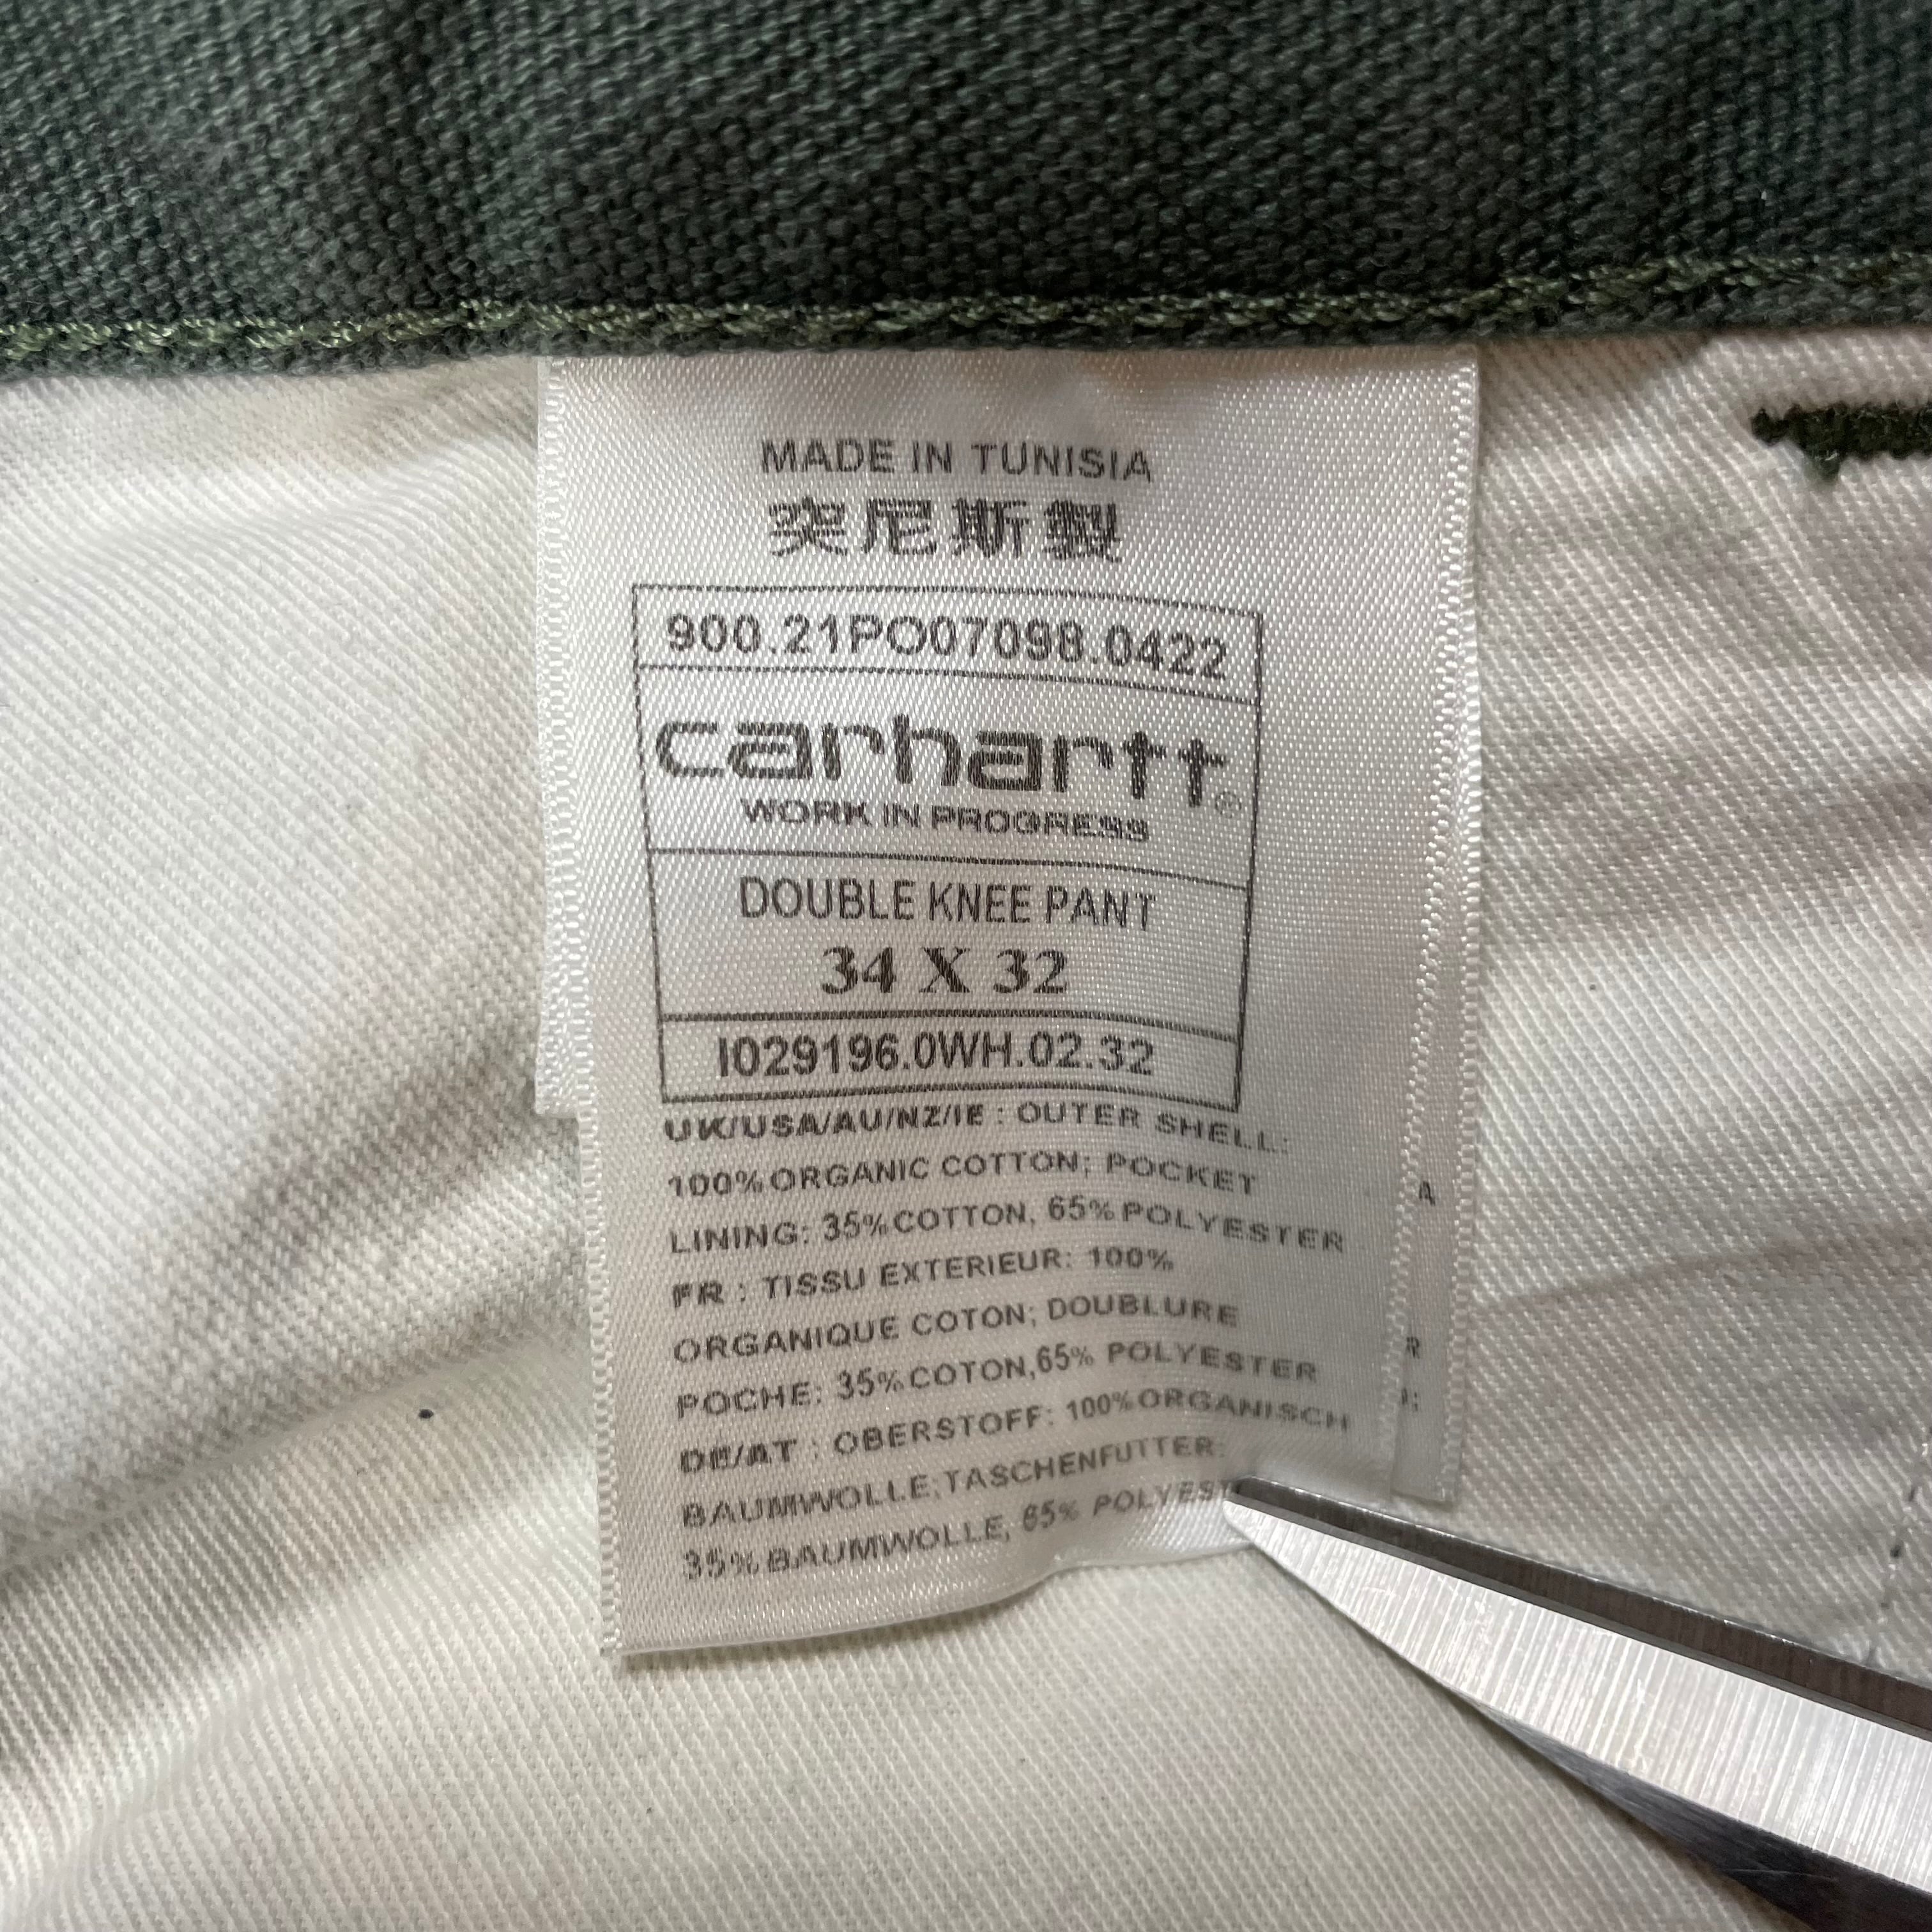 MADE IN TUNISIA
突尼斯製
900.21PO07098.0422
carhartt®
WORK IN PROGRESS
DOUBLE KNEE PANT
34 X 32
I029196.0WH.02.32
UK/USA/AU/NZ/IE : OUTER SHELL:
100% ORGANIC COTTON; POCKET
LINING: 35% COTTON, 65% POLYESTER
FR : TISSU EXTERIEUR: 100%
ORGANIQUE COTON; DOUBLURE
POCHE: 35% COTON,65% POLYESTER
DE/AT : OBERSTOFF: 100% ORGANISCH
BAUMWOLLE;TASCHENFUTTER:
35% BAUMWOLLE, 65%